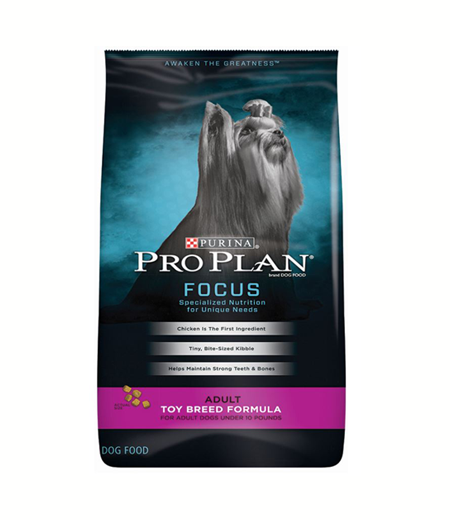 AWAKEN THE GREATNESS™
PURINA®
PRO PLAN®
brand DOG FOOD
FOCUS
Specialized Nutrition
for Unique Needs
Chicken Is The First Ingredient
Tiny, Bite-Sized Kibble
Helps Maintain Strong Teeth & Bones
ADULT
TOY BREED FORMULA
FOR ADULT DOGS UNDER 10 POUNDS
DOG FOOD